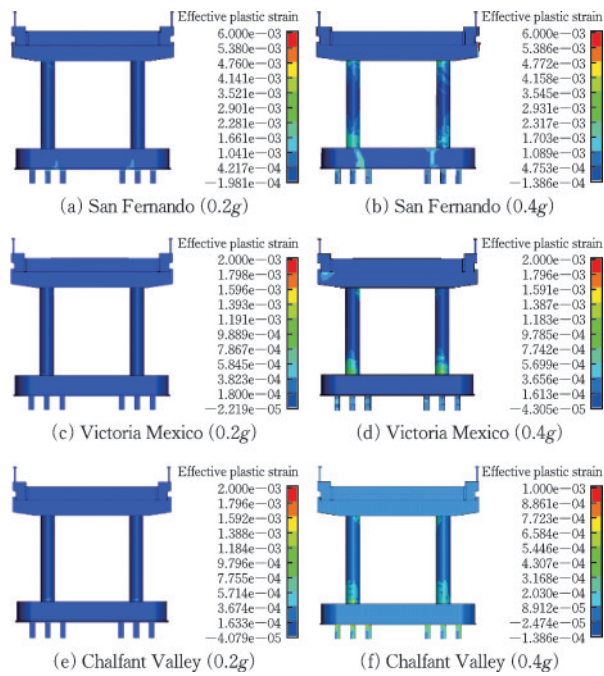 Effective plastic strain
6.000e−03
5.380e−03
4.760e−03
4.141e−03
3.521e−03
2.901e−03
2.281e−03
1.661e−03
1.041e−03
4.217e−04
−1.981e−04
(a) San Fernando (0.2g)
Effective plastic strain
6.000e−03
5.386e−03
4.772e−03
4.158e−03
3.545e−03
2.931e−03
2.317e−03
1.703e−03
1.089e−03
4.753e−04
−1.386e−04
(b) San Fernando (0.4g)
Effective plastic strain
2.000e−03
1.798e−03
1.596e−03
1.393e−03
1.191e−03
9.889e−04
7.867e−04
5.845e−04
3.823e−04
1.800e−04
−2.219e−05
(c) Victoria Mexico (0.2g)
Effective plastic strain
2.000e−03
1.796e−03
1.591e−03
1.387e−03
1.183e−03
9.785e−04
7.742e−04
5.699e−04
3.656e−04
1.613e−04
−4.305e−05
(d) Victoria Mexico (0.4g)
Effective plastic strain
2.000e−03
1.796e−03
1.592e−03
1.388e−03
1.184e−03
9.796e−04
7.755e−04
5.714e−04
3.674e−04
1.633e−04
−4.079e−05
(e) Chalfant Valley (0.2g)
Effective plastic strain
1.000e−03
8.861e−04
7.723e−04
6.584e−04
5.446e−04
4.307e−04
3.168e−04
2.030e−04
8.912e−05
−2.474e−05
−1.386e−04
(f) Chalfant Valley (0.4g)